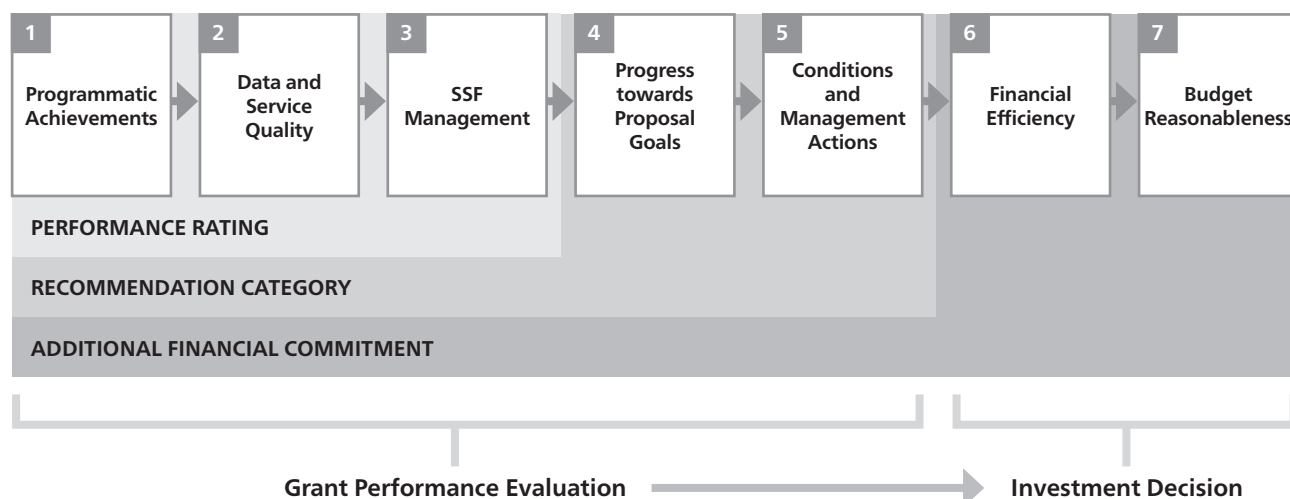 1
Programmatic
Achievements
2
Data and
Service
Quality
3
SSF
Management
4
Progress
towards
Proposal
Goals
5
Conditions
and
Management
Actions
6
Financial
Efficiency
7
Budget
Reasonableness
PERFORMANCE RATING
RECOMMENDATION CATEGORY
ADDITIONAL FINANCIAL COMMITMENT
Grant Performance Evaluation
Investment Decision